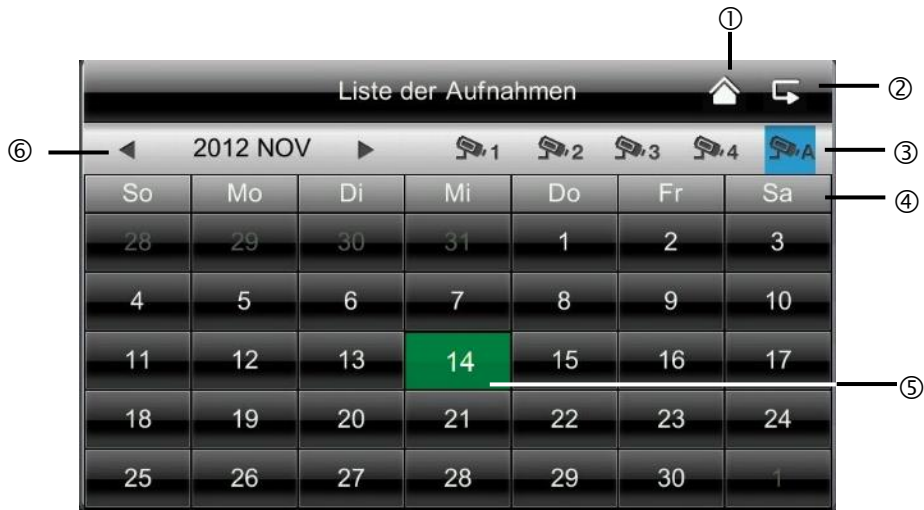 ①
Liste der Aufnahmen ②
⑥ 2012 NOV 1 2 3 4 A ③
So Mo Di Mi Do Fr Sa ④
28 29 30 31 1 2 3
4 5 6 7 8 9 10
11 12 13 14 15 16 17
⑤
18 19 20 21 22 23 24
25 26 27 28 29 30 1